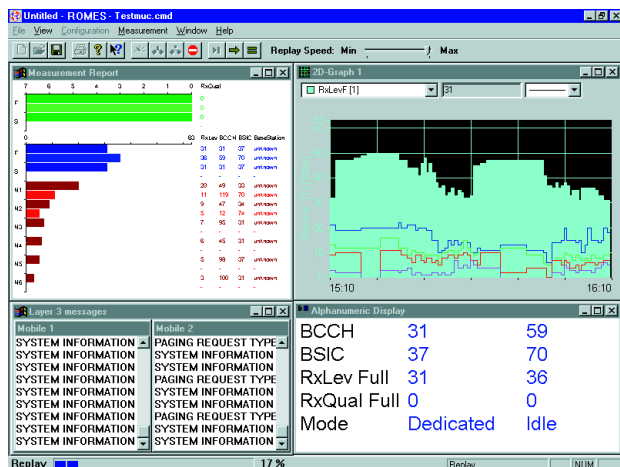 Untitled - ROMES - Testmuc.cmd
File View Configuration Measurement Window Help
Replay Speed: Min Max
Measurement Report
7 6 5 4 3 2 1 0 RxQual
F 0
0
S 0
-
0 63 RxLev BCCH BSIC BaseStation
F 31 31 37 unknown
36 59 70 unknown
S 31 31 37 unknown
- - - -
N1 20 49 33 unknown
11 119 70 unknown
N2 9 47 34 unknown
5 12 74 unknown
N3 7 95 31 unknown
- - - -
N4 6 45 31 unknown
- - - -
N5 5 98 37 unknown
- - - -
N6 3 100 31 unknown
- - - -
2D-Graph 1
RxLevF [1] 31
15:10 16:10
Layer 3 messages
Mobile 1
SYSTEM INFORMATION
SYSTEM INFORMATION
SYSTEM INFORMATION
SYSTEM INFORMATION
SYSTEM INFORMATION
SYSTEM INFORMATION
SYSTEM INFORMATION
SYSTEM INFORMATION
SYSTEM INFORMATION
Mobile 2
PAGING REQUEST TYPE
SYSTEM INFORMATION
PAGING REQUEST TYPE
SYSTEM INFORMATION
SYSTEM INFORMATION
SYSTEM INFORMATION
PAGING REQUEST TYPE
SYSTEM INFORMATION
SYSTEM INFORMATION
Alphanumeric Display
BCCH 31 59
BSIC 37 70
RxLev Full 31 36
RxQual Full 0 0
Mode Dedicated Idle
Replay 17 % Replay NUM